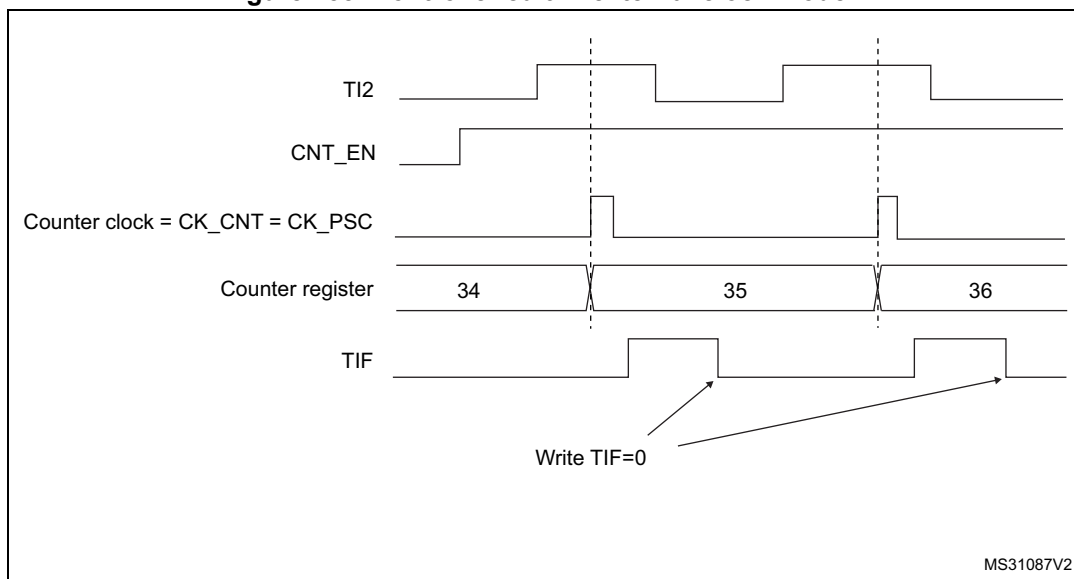 TI2
CNT_EN
Counter clock = CK_CNT = CK_PSC
Counter register
34
35
36
TIF
Write TIF=0
MS31087V2